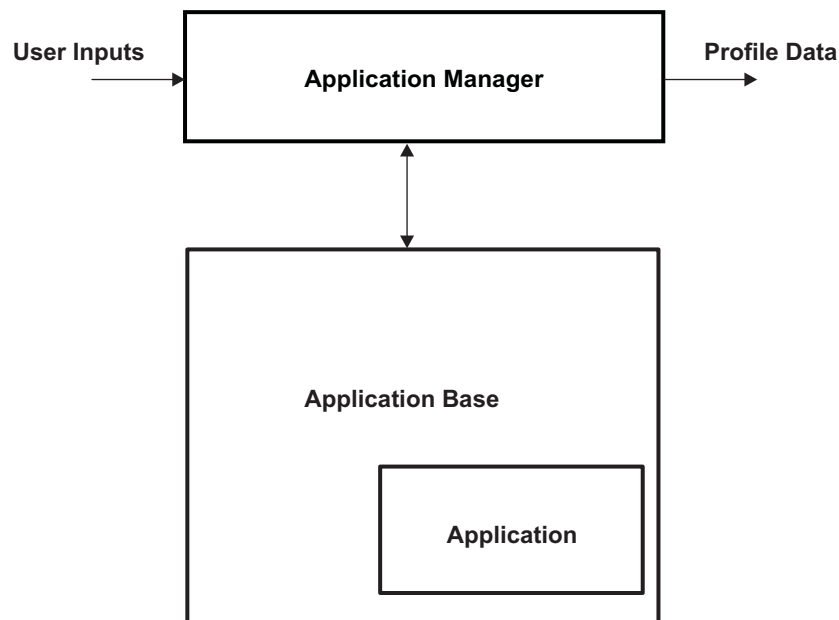 User Inputs
Profile Data
Application Manager
Application Base
Application